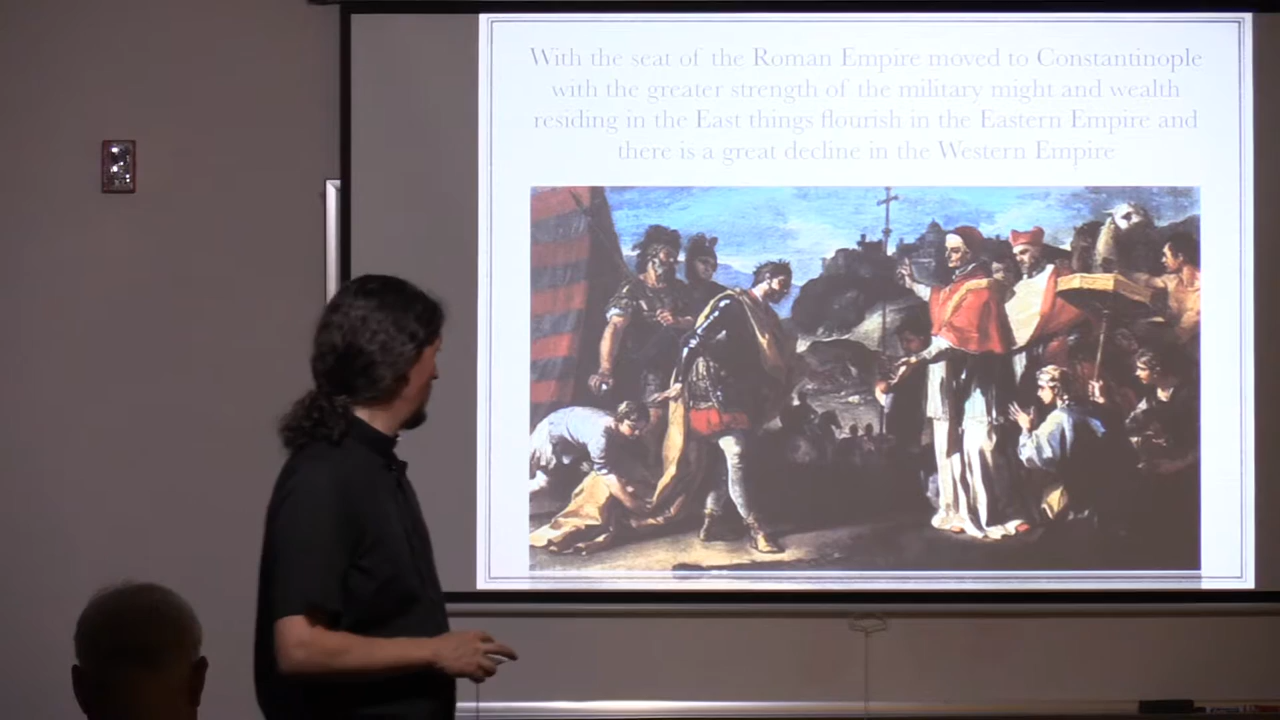 With the seat of the Roman Empire moved to Constantinople
with the greater strength of the military might and wealth
residing in the East things flourish in the Eastern Empire and
there is a great decline in the Western Empire